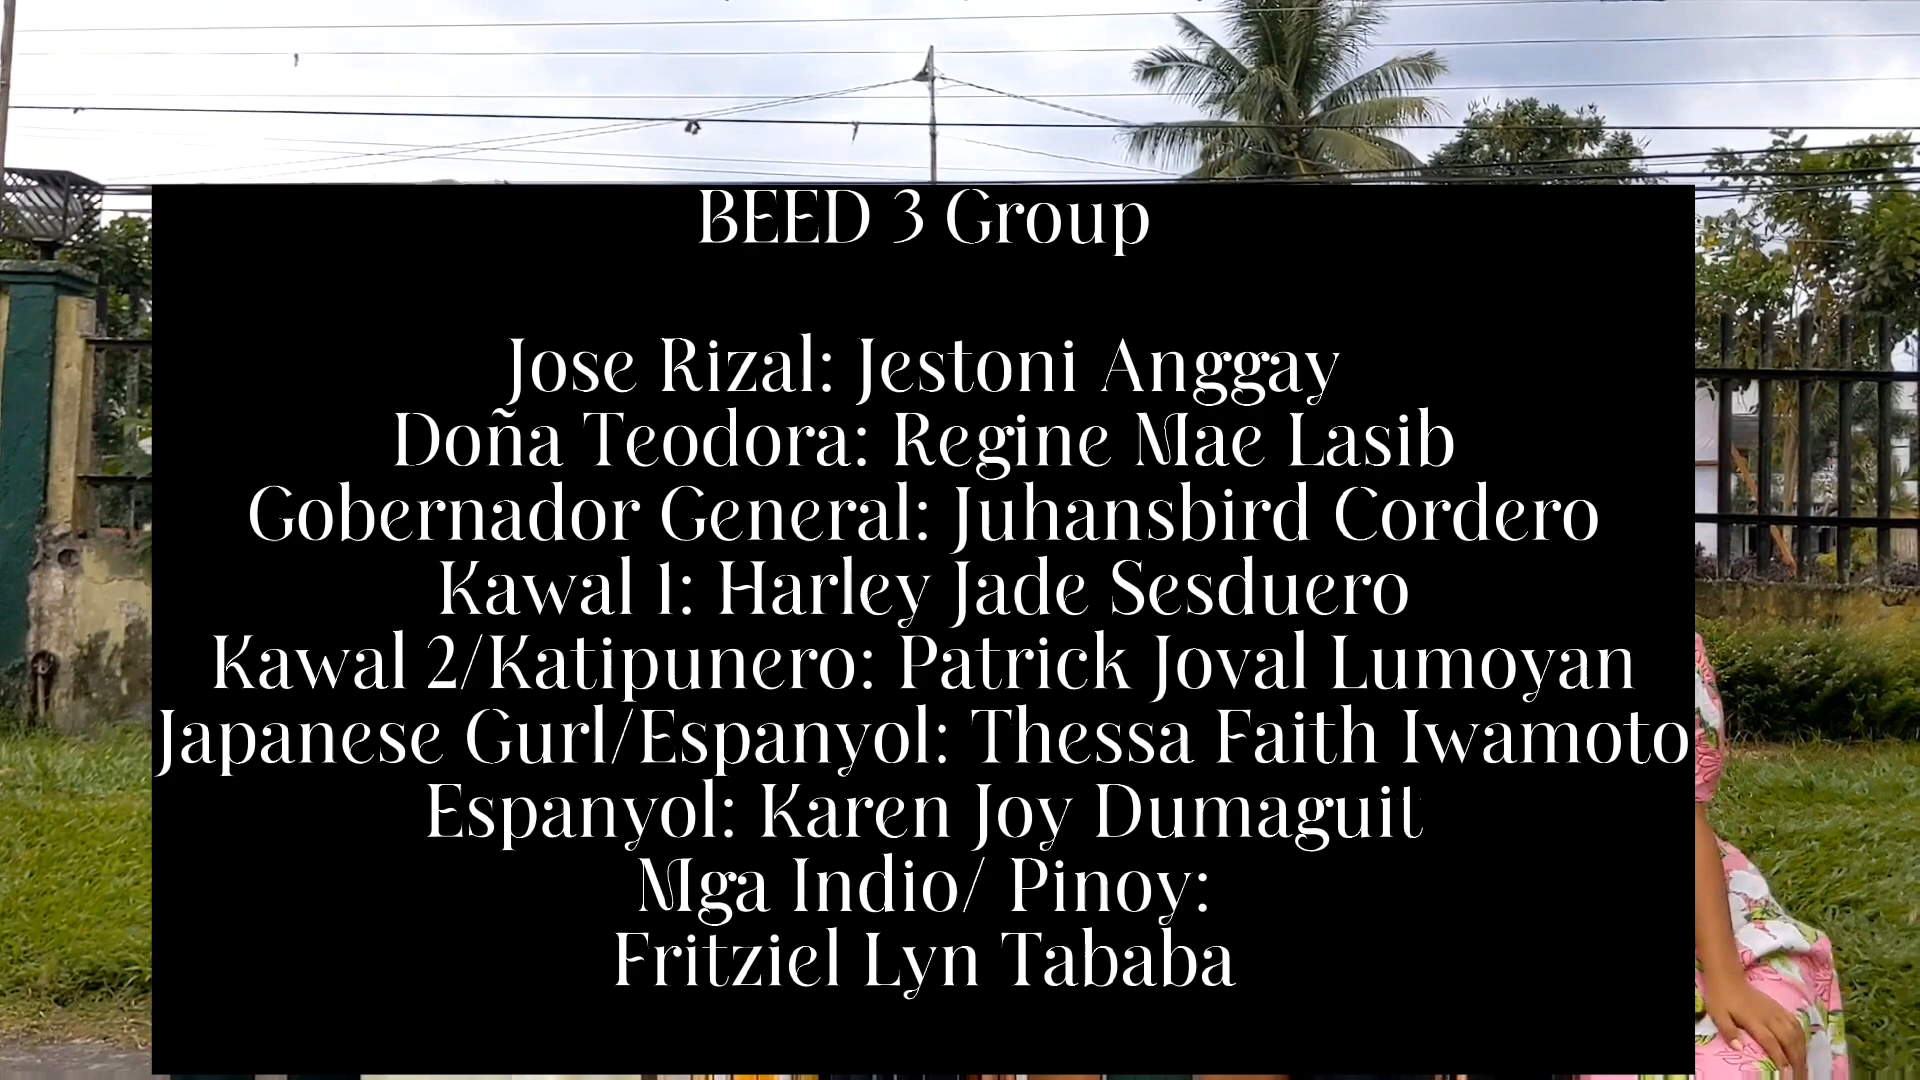 BEED 3 Group
Jose Rizal: Jestoni Anggay
Doña Teodora: Regine Mae Lasib
Gobernador General: Juhansbird Cordero
Kawal 1: Harley Jade Sesduero
Kawal 2/Katipunero: Patrick Joval Lumoyan
Japanese Gurl/Espanyol: Thessa Faith Iwamoto
Espanyol: Karen Joy Dumaguit
Mga Indio/ Pinoy:
Fritziel Lyn Tababa